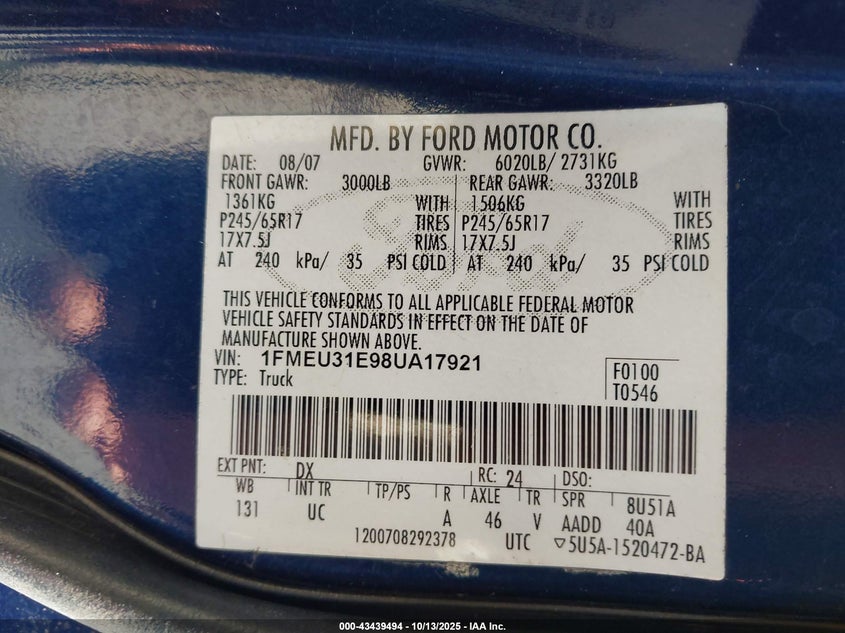 MFD. BY FORD MOTOR CO.
DATE: 08/07 GVWR: 6020LB/ 2731KG
FRONT GAWR: 3000LB REAR GAWR: 3320LB
1361KG WITH 1506KG WITH
P245/65R17 TIRES P245/65R17 TIRES
17X7.5J RIMS 17X7.5J RIMS
AT 240 kPa/ 35 PSI COLD AT 240 kPa/ 35 PSI COLD
Ford
THIS VEHICLE CONFORMS TO ALL APPLICABLE FEDERAL MOTOR
VEHICLE SAFETY STANDARDS IN EFFECT ON THE DATE OF
MANUFACTURE SHOWN ABOVE.
VIN: 1FMEU31E98UA17921
TYPE: Truck
F0100
T0546
EXT PNT: DX RC: 24 DSO:
WB INT TR TP/PS R AXLE TR SPR 8U51A
131 UC A 46 V AADD 40A
1200708292378 UTC ▽5U5A-1520472-BA
000-43439494 | 10/13/2025 | IAA Inc.